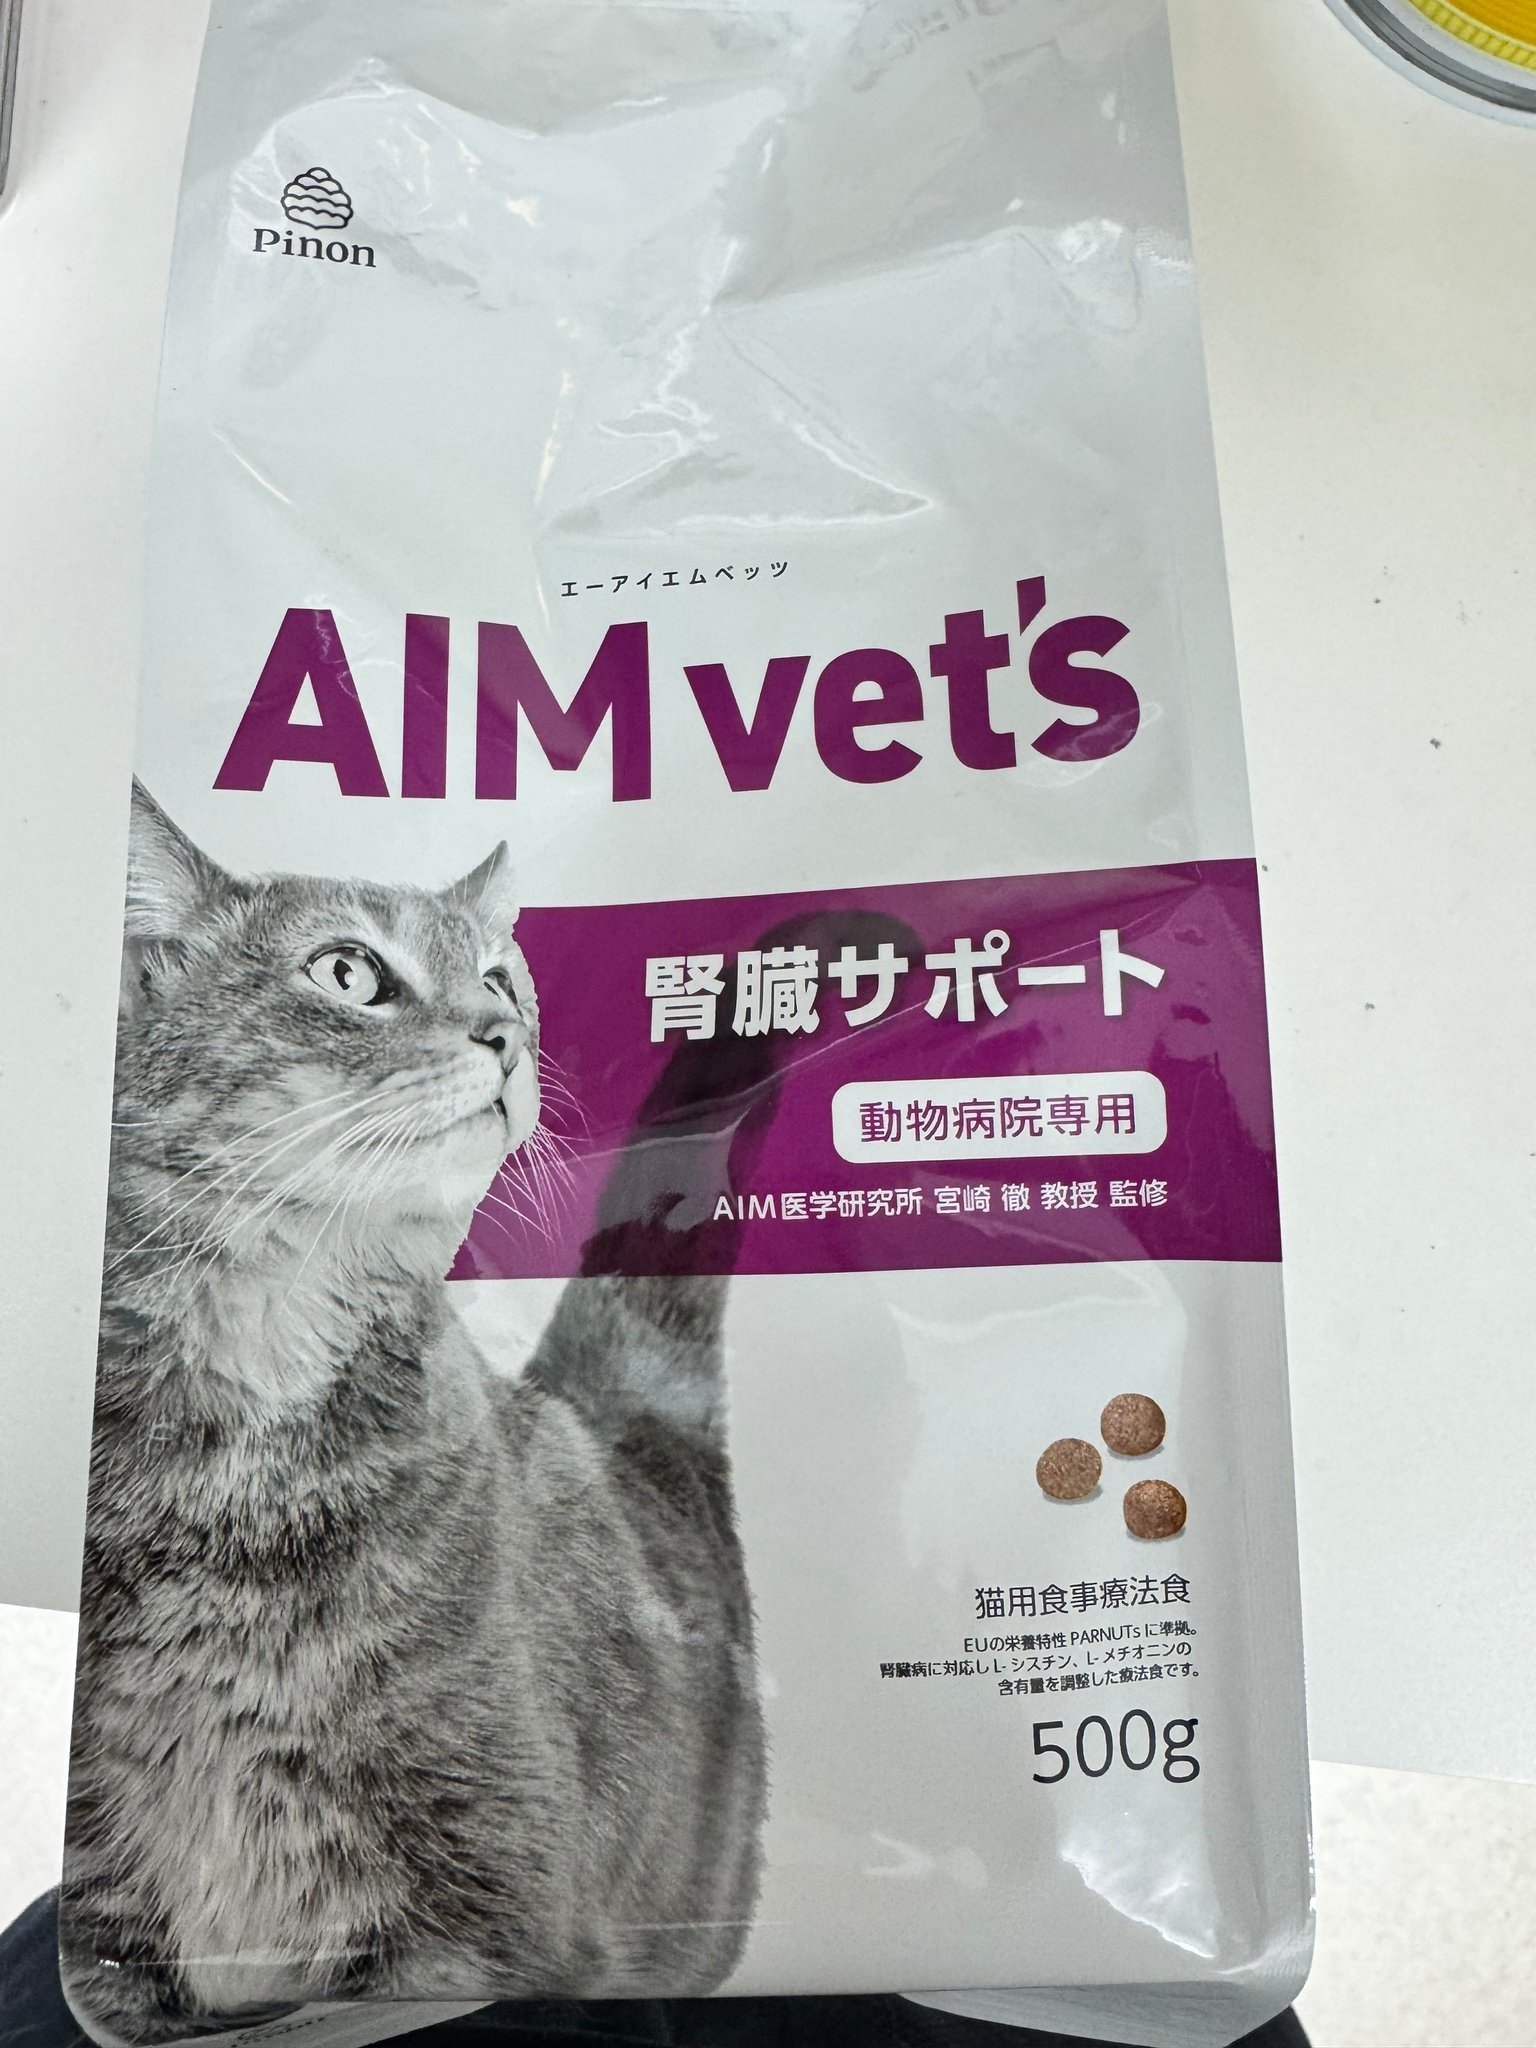 Pinon
エーアイエムベッツ
AIM vet's
腎臓サポート
動物病院専用
AIM医学研究所 宮崎 徹 教授 監修
猫用食事療法食
EUの栄養特性 PARNUTs に準拠。
腎臓病に対応し L- シスチン、L- メチオニンの
含有量を調整した療法食です。
500g